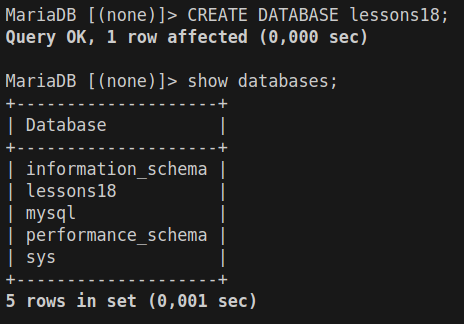 MariaDB [(none)]> CREATE DATABASE lessons18;
Query OK, 1 row affected (0,000 sec)
MariaDB [(none)]> show databases;
+--------------------+
| Database           |
+--------------------+
| information_schema |
| lessons18          |
| mysql              |
| performance_schema |
| sys                |
+--------------------+
5 rows in set (0,001 sec)